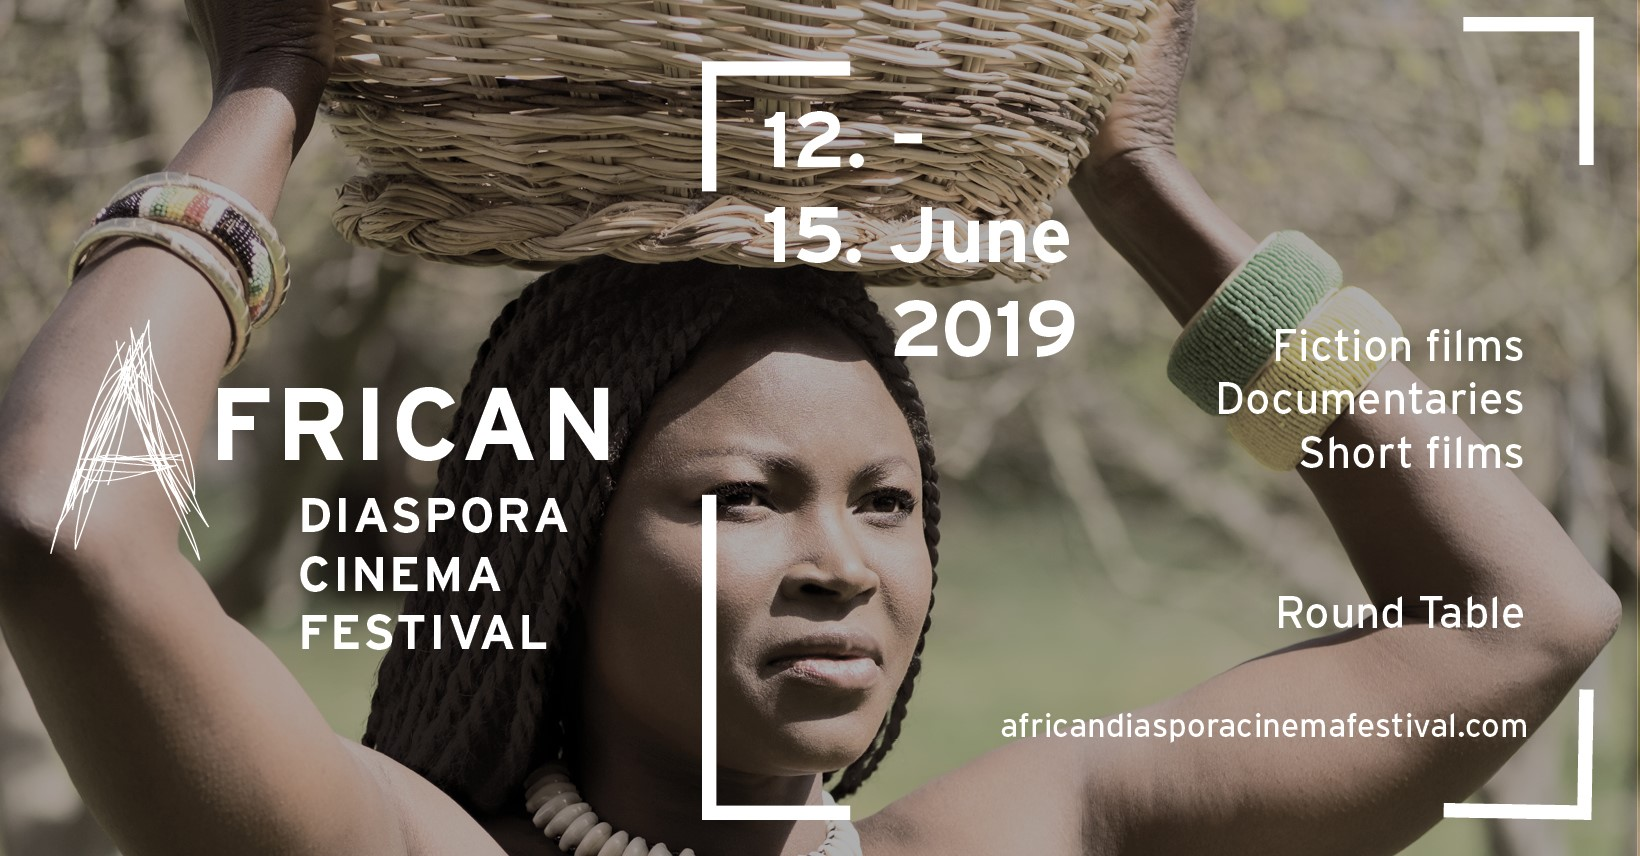 AFRICAN
DIASPORA
CINEMA
FESTIVAL
12. -
15. June
2019
Fiction films
Documentaries
Short films
Round Table
africandiasporacinemafestival.com